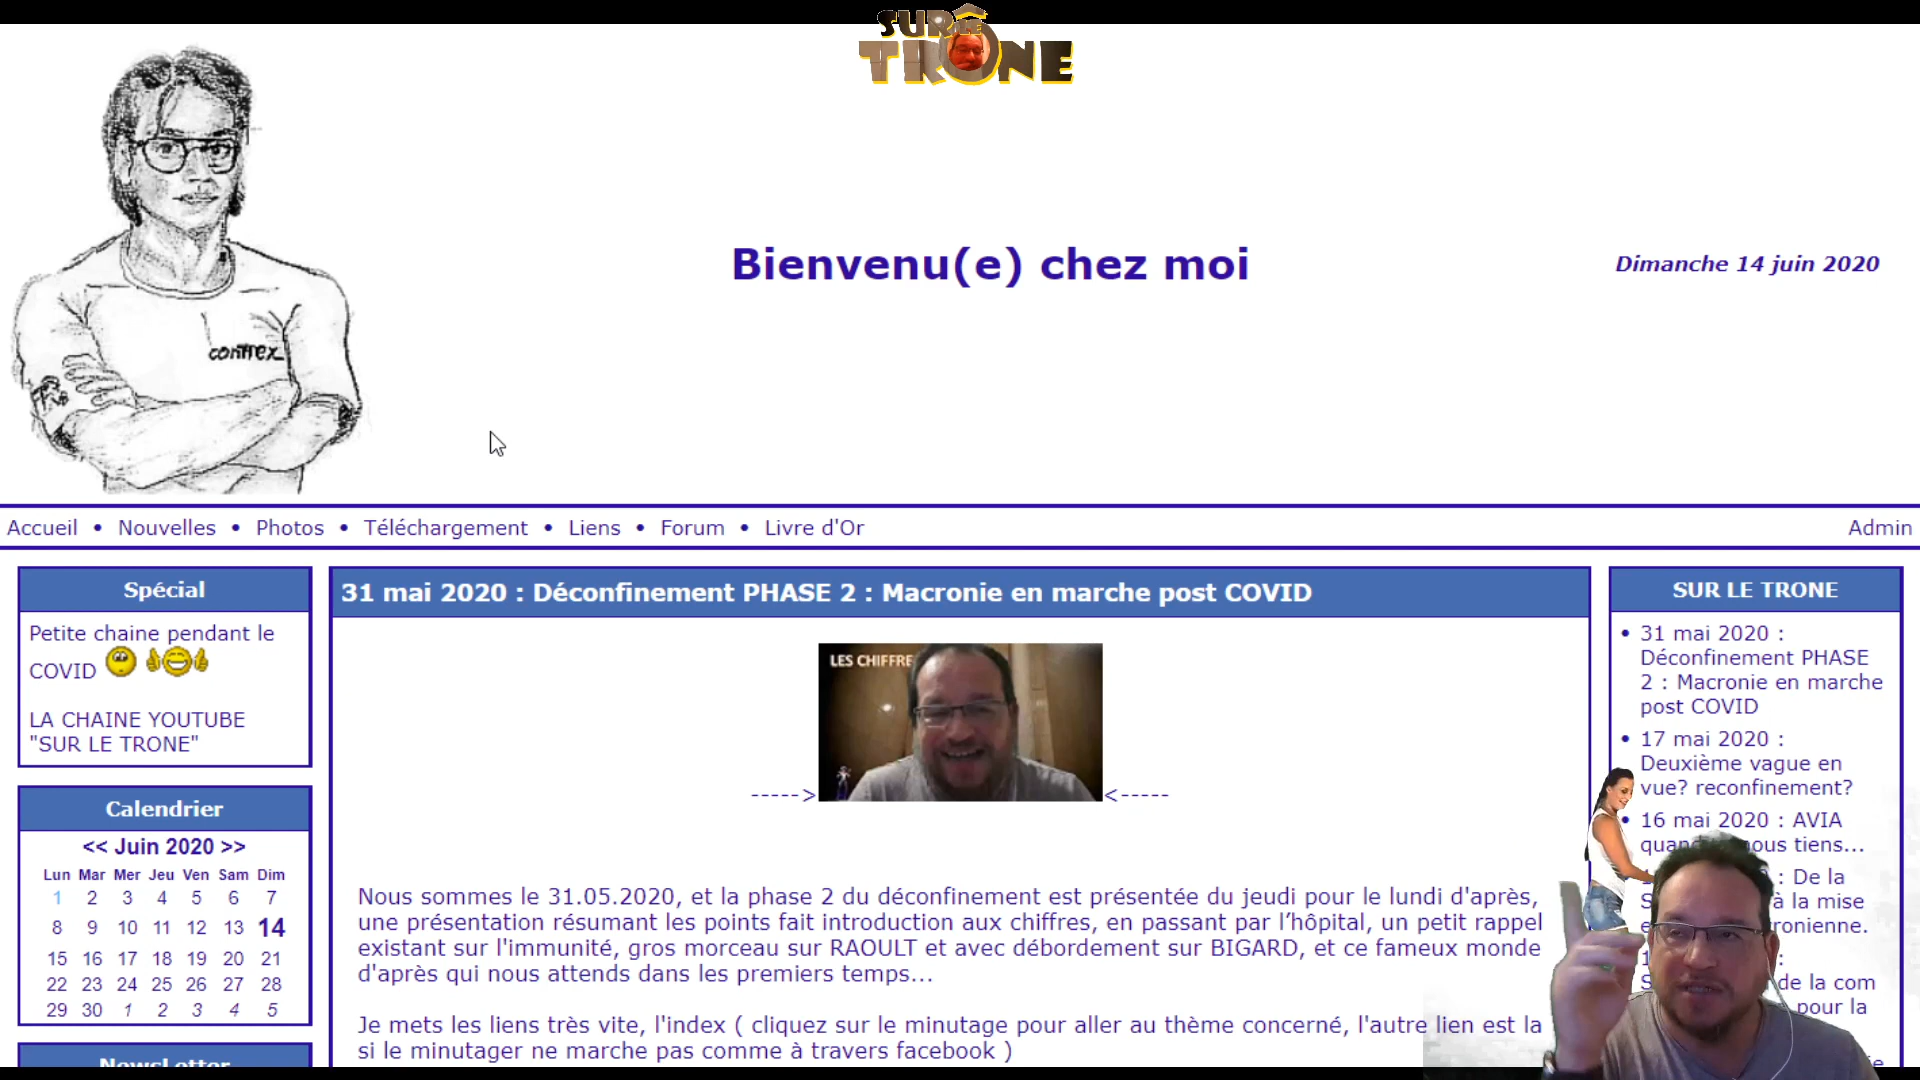 SUR LE
TRONE
contrex
Bienvenu(e) chez moi
Dimanche 14 juin 2020
Accueil • Nouvelles • Photos • Téléchargement • Liens • Forum • Livre d'Or
Admin
Spécial
Petite chaine pendant le
COVID
LA CHAINE YOUTUBE
"SUR LE TRONE"
Calendrier
<< Juin 2020 >>
Lun Mar Mer Jeu Ven Sam Dim
1 2 3 4 5 6 7
8 9 10 11 12 13 14
15 16 17 18 19 20 21
22 23 24 25 26 27 28
29 30 1 2 3 4 5
NewsLetter
31 mai 2020 : Déconfinement PHASE 2 : Macronie en marche post COVID
LES CHIFFRE
-----> <-----
Nous sommes le 31.05.2020, et la phase 2 du déconfinement est présentée du jeudi pour le lundi d'après,
une présentation résumant les points fait introduction aux chiffres, en passant par l’hôpital, un petit rappel
existant sur l'immunité, gros morceau sur RAOULT et avec débordement sur BIGARD, et ce fameux monde
d'après qui nous attends dans les premiers temps...
Je mets les liens très vite, l'index ( cliquez sur le minutage pour aller au thème concerné, l'autre lien est la
si le minutager ne marche pas comme à travers facebook )
SUR LE TRONE
• 31 mai 2020 :
Déconfinement PHASE
2 : Macronie en marche
post COVID
• 17 mai 2020 :
Deuxième vague en
vue? reconfinement?
• 16 mai 2020 : AVIA
nous tiens...
: De la
à la mise
:
de la com
pour la